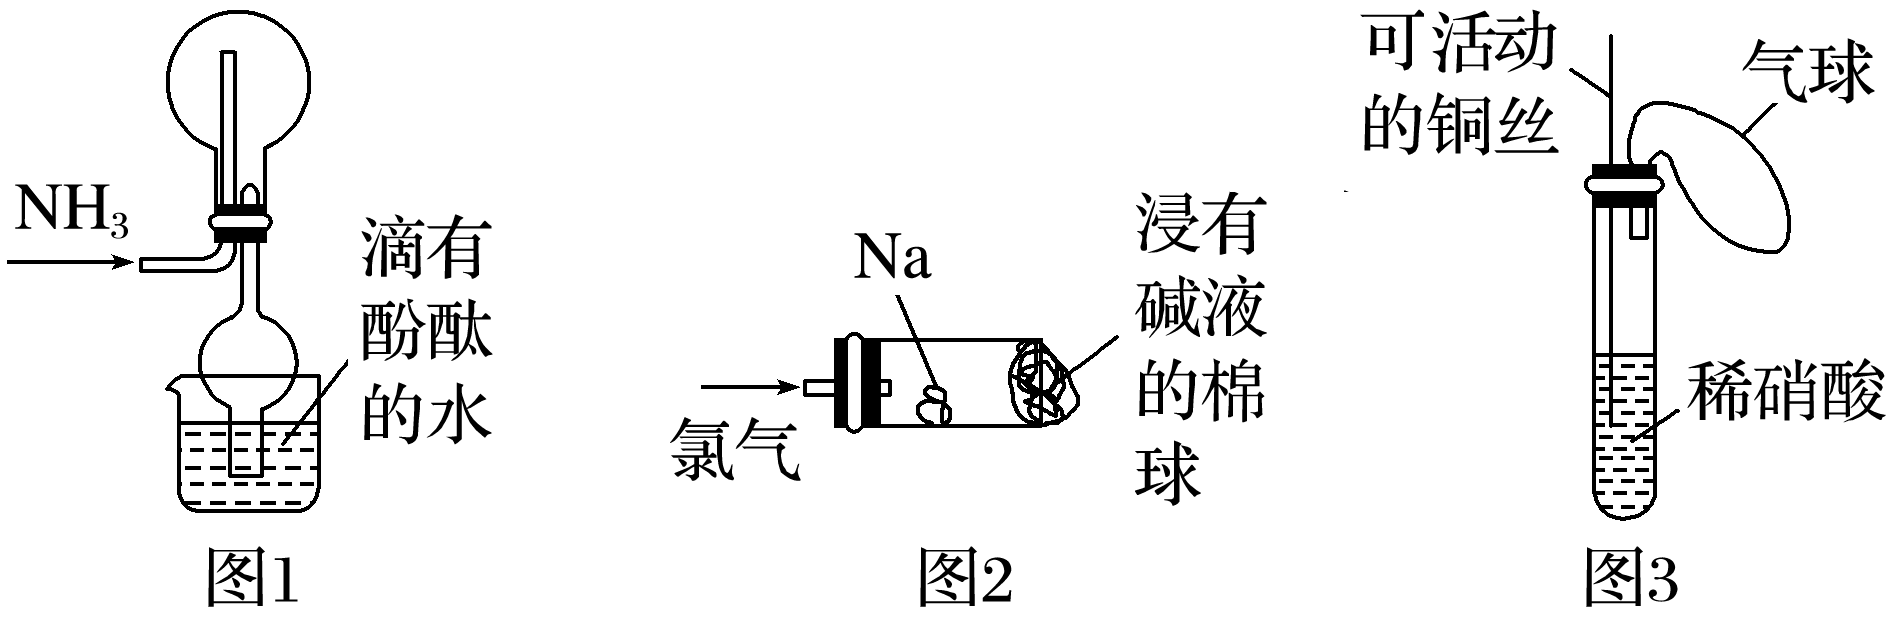 NH₃
滴有
酚酞
的水
图1
Na
氯气
浸有
碱液
的棉
球
图2
可活动
的铜丝
气球
稀硝酸
图3